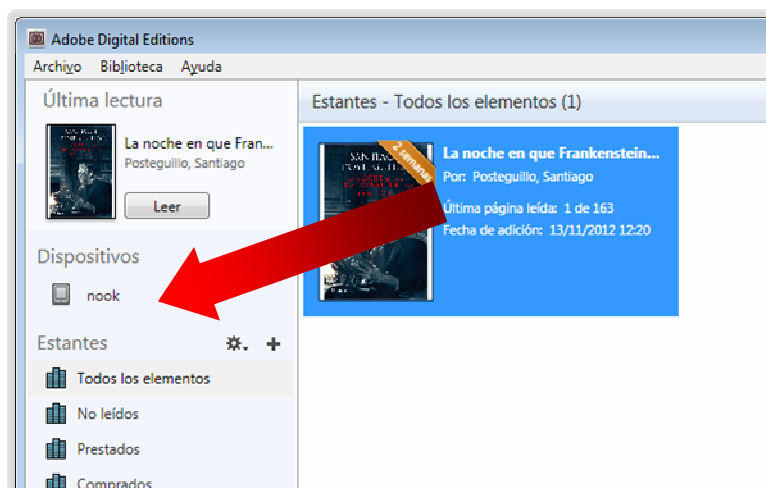 Adobe Digital Editions
Archivo Biblioteca Ayuda
Última lectura
La noche en que Fran...
Posteguillo, Santiago
Leer
Dispositivos
nook
Estantes
Todos los elementos
No leídos
Prestados
Comprados
Estantes - Todos los elementos (1)
2 semanas
La noche en que Frankenstein...
Por: Posteguillo, Santiago
Última página leída: 1 de 163
Fecha de adición: 13/11/2012 12:20